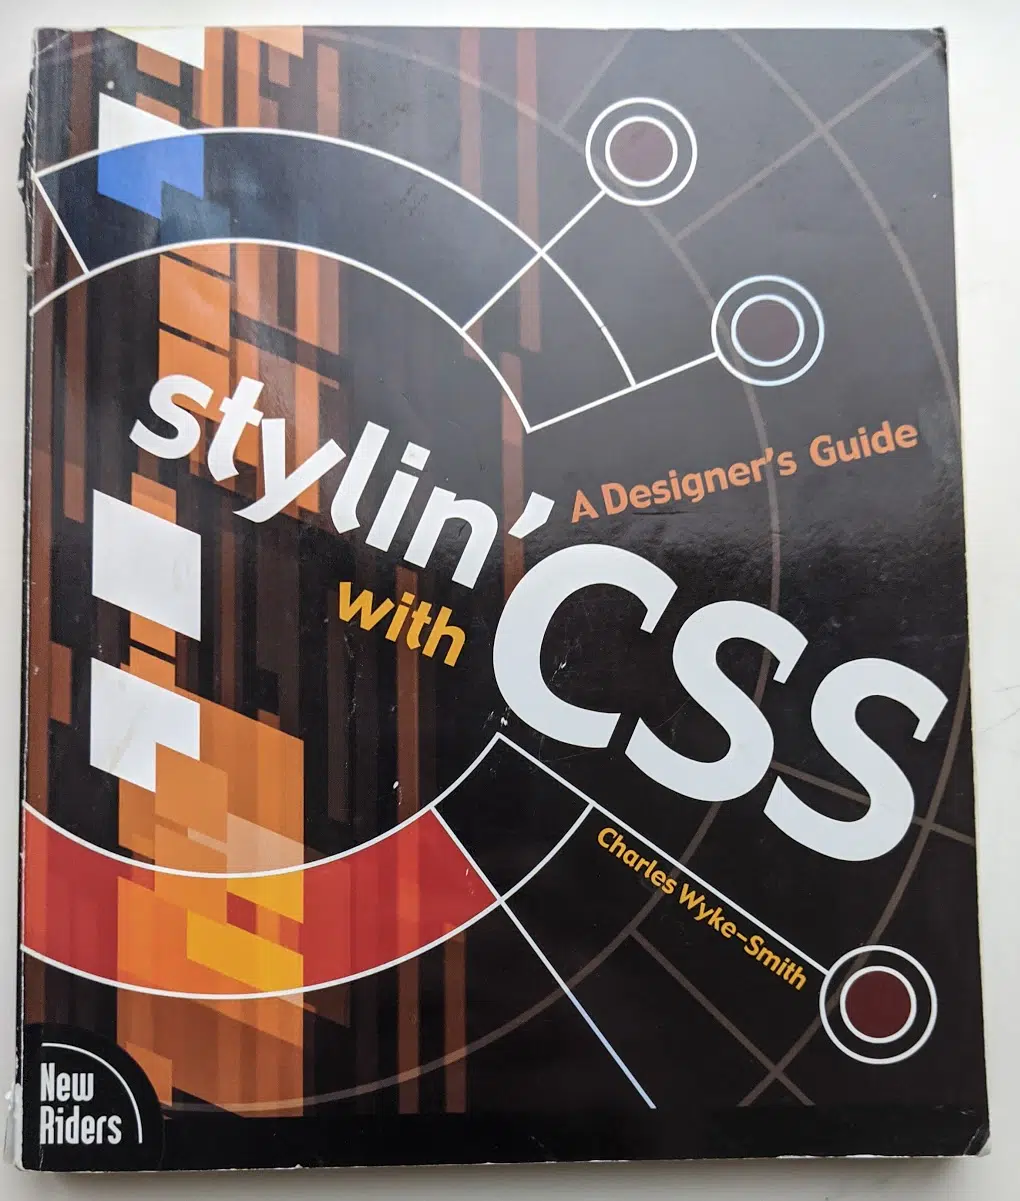 stylin'
with
A Designer's Guide
CSS
Charles Wyke-Smith
New
Riders